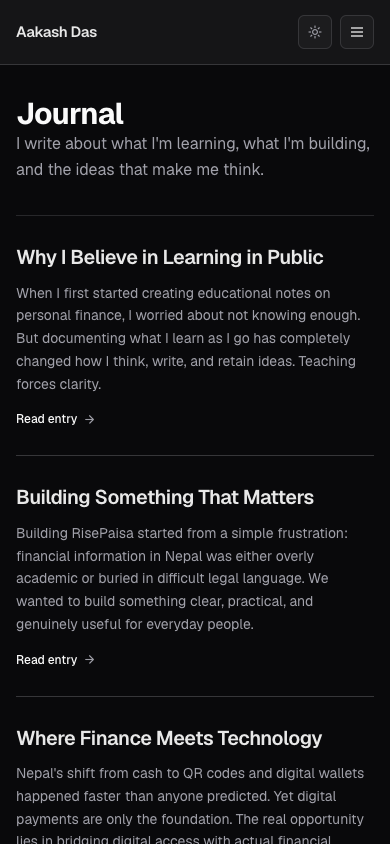 Aakash Das
Journal
I write about what I'm learning, what I'm building,
and the ideas that make me think.
Why I Believe in Learning in Public
When I first started creating educational notes on
personal finance, I worried about not knowing enough.
But documenting what I learn as I go has completely
changed how I think, write, and retain ideas. Teaching
forces clarity.
Read entry →
Building Something That Matters
Building RisePaisa started from a simple frustration:
financial information in Nepal was either overly
academic or buried in difficult legal language. We
wanted to build something clear, practical, and
genuinely useful for everyday people.
Read entry →
Where Finance Meets Technology
Nepal's shift from cash to QR codes and digital wallets
happened faster than anyone predicted. Yet digital
payments are only the foundation. The real opportunity
lies in bridging digital access with actual financial